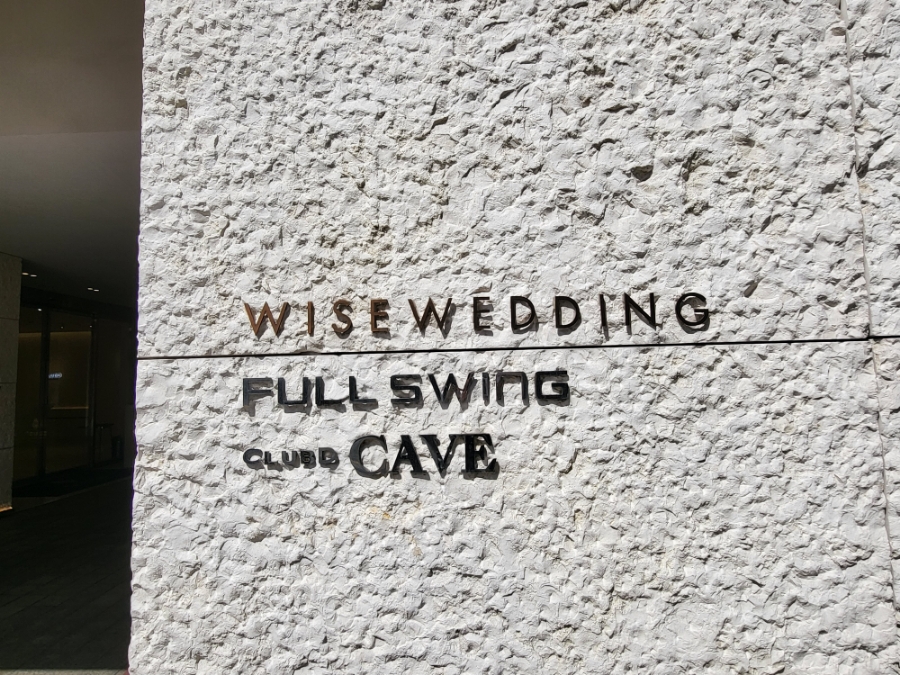 WISEWEDDING
FULL SWING
CLUBD CAVE